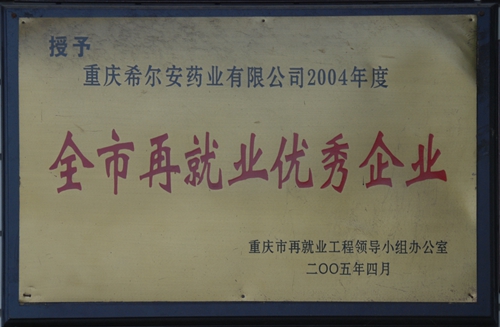 授予
重庆希尔安药业有限公司2004年度
全市再就业优秀企业
重庆市再就业工程领导小组办公室
二〇〇五年四月